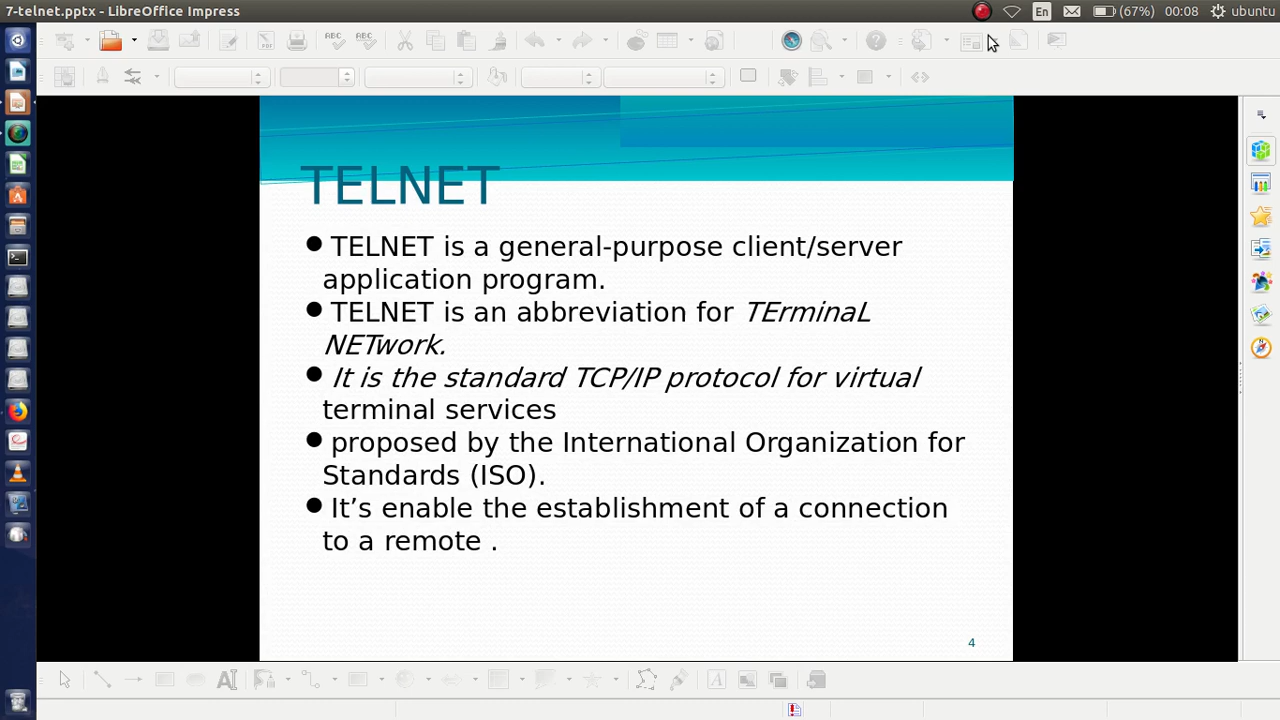 7-telnet.pptx - LibreOffice Impress
En
(67%)
00:08
ubuntu
TELNET
TELNET is a general-purpose client/server
application program.
TELNET is an abbreviation for TErminaL
NETwork.
It is the standard TCP/IP protocol for virtual
terminal services
proposed by the International Organization for
Standards (ISO).
It’s enable the establishment of a connection
to a remote .
4